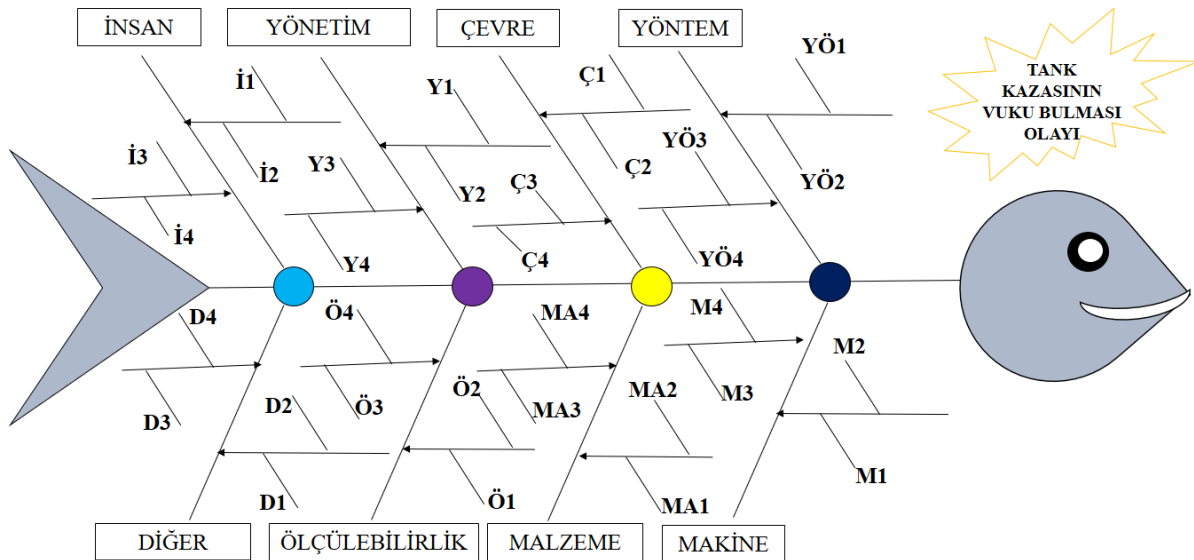 İNSAN
YÖNETİM
ÇEVRE
YÖNTEM
YÖ1
TANK
KAZASININ
VUKU BULMASI
OLAYI
İ1
Y1
Ç1
İ3
İ2
Y3
Y2
Ç3
Ç2
YÖ3
YÖ2
İ4
Y4
Ç4
YÖ4
D4
Ö4
MA4
M4
M2
D3
D2
Ö3
Ö2
MA3
MA2
M3
D1
Ö1
MA1
M1
DİĞER
ÖLÇÜLEBİLİRLİK
MALZEME
MAKİNE